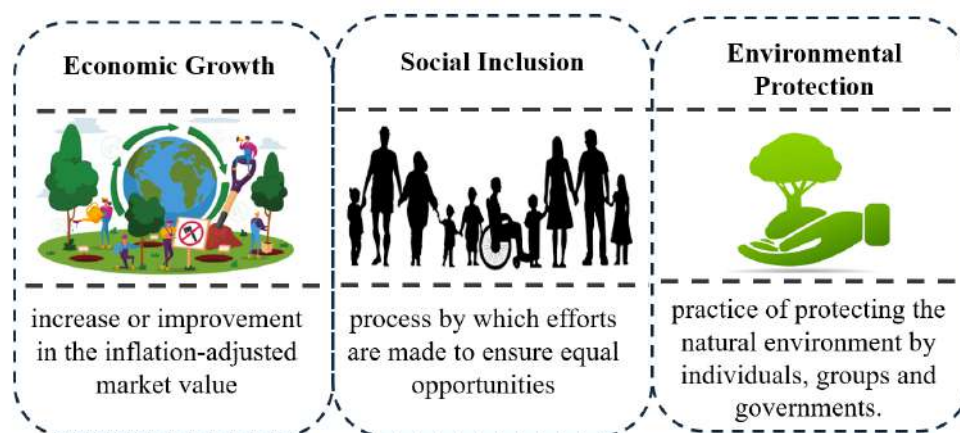 Economic Growth
increase or improvement
in the inflation-adjusted
market value
Social Inclusion
process by which efforts
are made to ensure equal
opportunities
Environmental
Protection
practice of protecting the
natural environment by
individuals, groups and
governments.